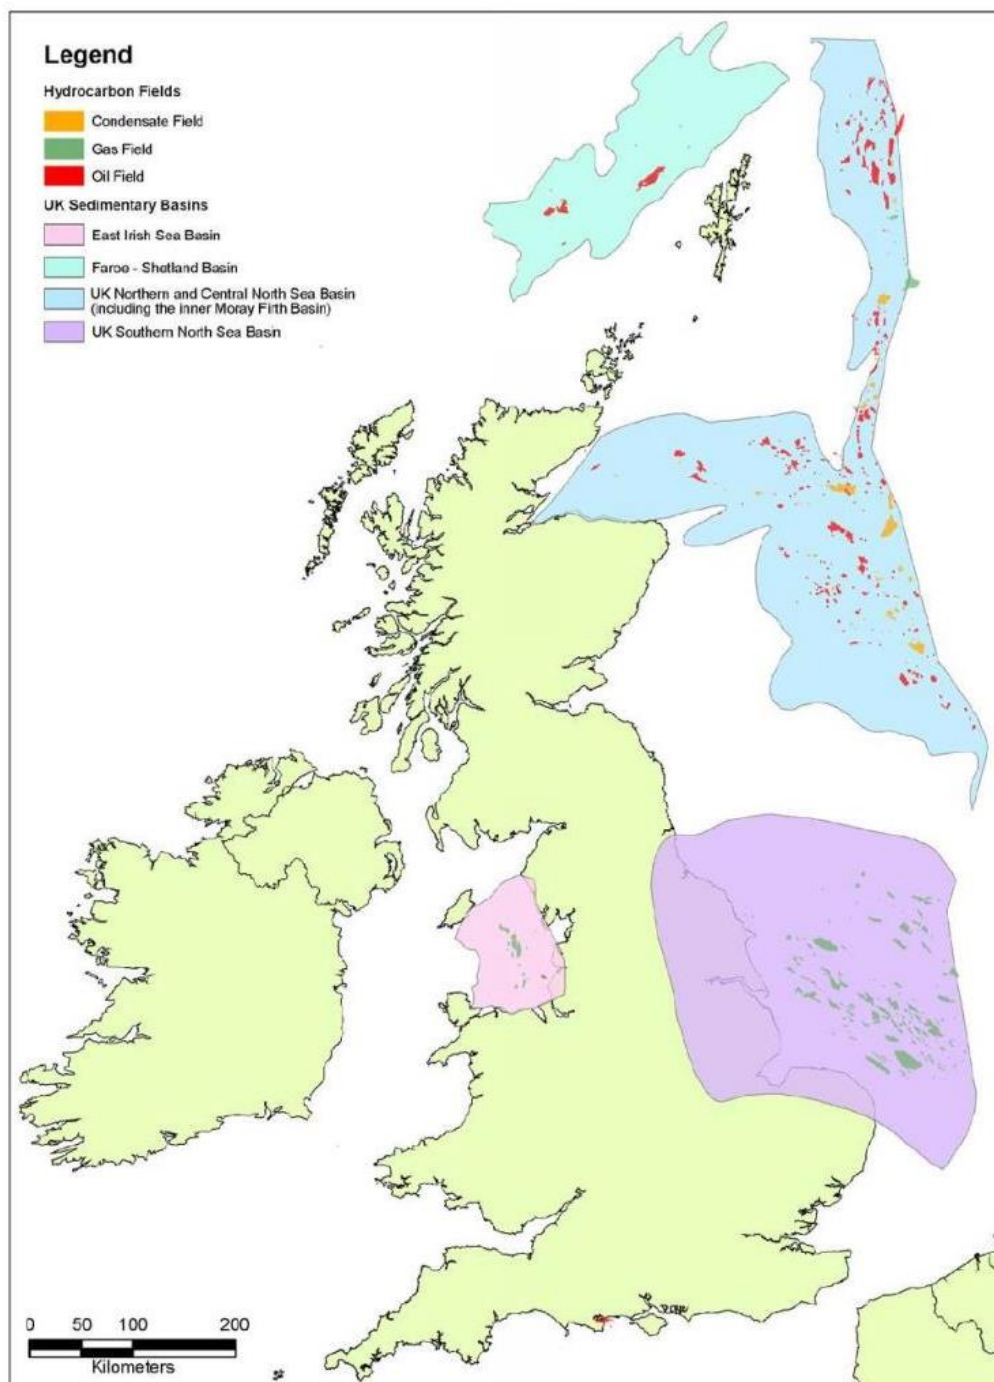 Legend
Hydrocarbon Fields
Condensate Field
Gas Field
Oil Field
UK Sedimentary Basins
East Irish Sea Basin
Faroe - Shetland Basin
UK Northern and Central North Sea Basin
(including the inner Moray Firth Basin)
UK Southern North Sea Basin
0 50 100 200
Kilometers